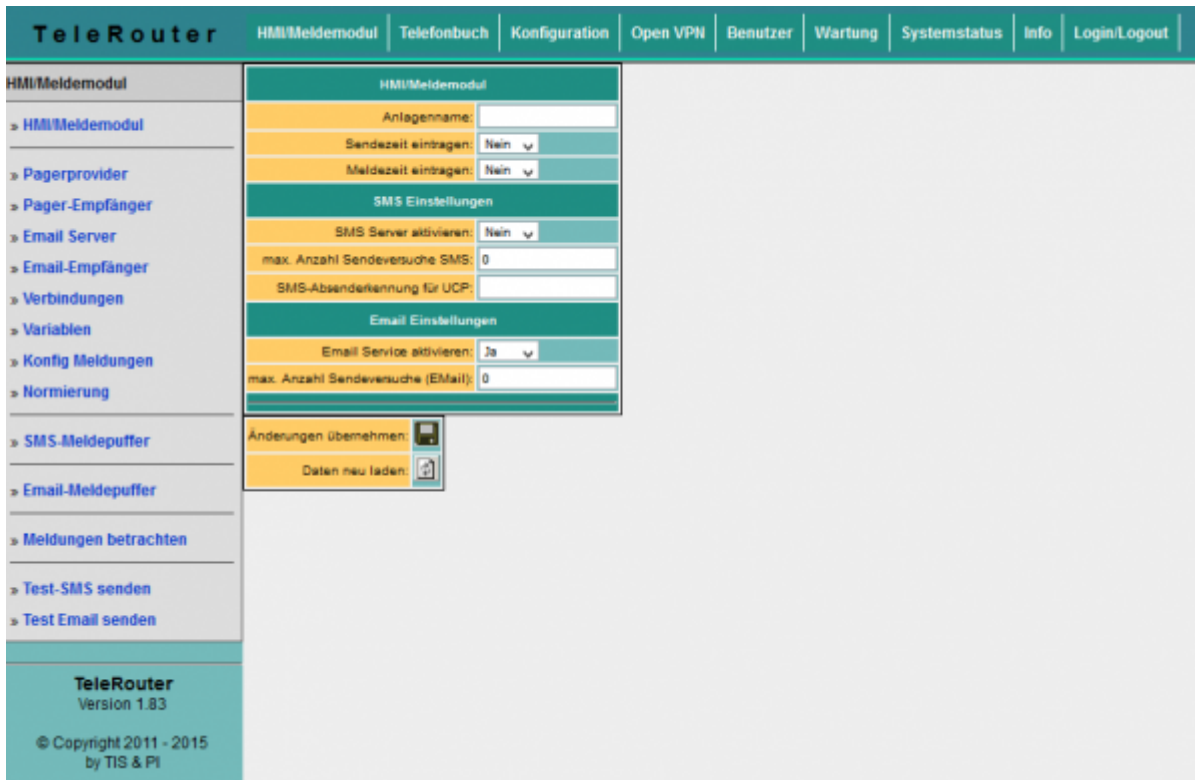 TeleRouter
HMI/Meldemodul
Telefonbuch
Konfiguration
Open VPN
Benutzer
Wartung
Systemstatus
Info
Login/Logout
HMI/Meldemodul
» HMI/Meldemodul
» Pagerprovider
» Pager-Empfänger
» Email Server
» Email-Empfänger
» Verbindungen
» Variablen
» Konfig Meldungen
» Normierung
» SMS-Meldepuffer
» Email-Meldepuffer
» Meldungen betrachten
» Test-SMS senden
» Test Email senden
TeleRouter
Version 1.83
© Copyright 2011 - 2015
by TIS & PI
HMI/Meldemodul
Anlagenname:
Sendezeit eintragen: Nein
Meldezeit eintragen: Nein
SMS Einstellungen
SMS Server aktivieren: Nein
max. Anzahl Sendeversuche SMS: 0
SMS-Absenderkennung für UCP:
Email Einstellungen
Email Service aktivieren: Ja
max. Anzahl Sendeversuche (EMail): 0
Änderungen übernehmen:
Daten neu laden: